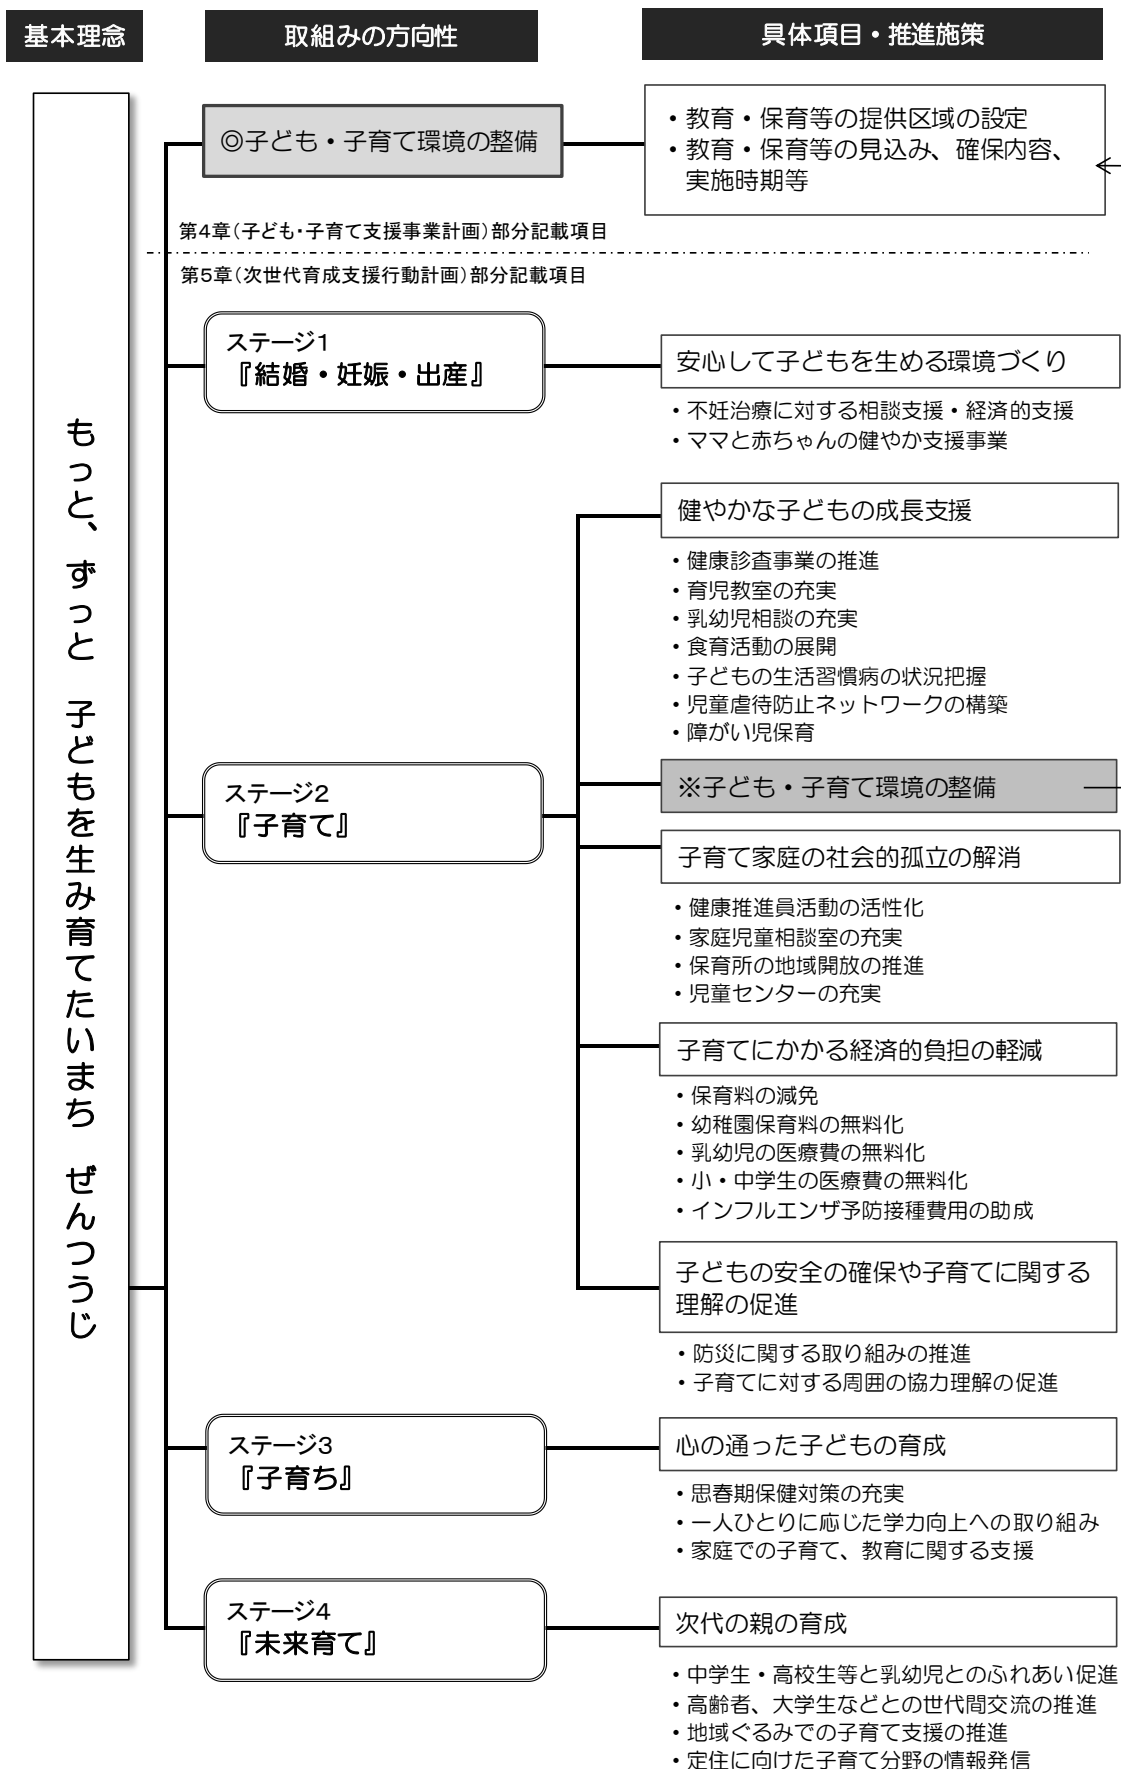 基本理念
取組みの方向性
具体項目・推進施策
もっと、ずっと 子どもを生み育てたいまち ぜんつうじ
◎子ども・子育て環境の整備
・教育・保育等の提供区域の設定
・教育・保育等の見込み、確保内容、
実施時期等
第4章(子ども・子育て支援事業計画)部分記載項目
第5章(次世代育成支援行動計画)部分記載項目
ステージ1
『結婚・妊娠・出産』
安心して子どもを生める環境づくり
・不妊治療に対する相談支援・経済的支援
・ママと赤ちゃんの健やか支援事業
ステージ2
『子育て』
健やかな子どもの成長支援
・健康診査事業の推進
・育児教室の充実
・乳幼児相談の充実
・食育活動の展開
・子どもの生活習慣病の状況把握
・児童虐待防止ネットワークの構築
・障がい児保育
※子ども・子育て環境の整備
子育て家庭の社会的孤立の解消
・健康推進員活動の活性化
・家庭児童相談室の充実
・保育所の地域開放の推進
・児童センターの充実
子育てにかかる経済的負担の軽減
・保育料の減免
・幼稚園保育料の無料化
・乳幼児の医療費の無料化
・小・中学生の医療費の無料化
・インフルエンザ予防接種費用の助成
子どもの安全の確保や子育てに関する
理解の促進
・防災に関する取り組みの推進
・子育てに対する周囲の協力理解の促進
ステージ3
『子育ち』
心の通った子どもの育成
・思春期保健対策の充実
・一人ひとりに応じた学力向上への取り組み
・家庭での子育て、教育に関する支援
ステージ4
『未来育て』
次代の親の育成
・中学生・高校生等と乳幼児とのふれあい促進
・高齢者、大学生などとの世代間交流の推進
・地域ぐるみでの子育て支援の推進
・定住に向けた子育て分野の情報発信